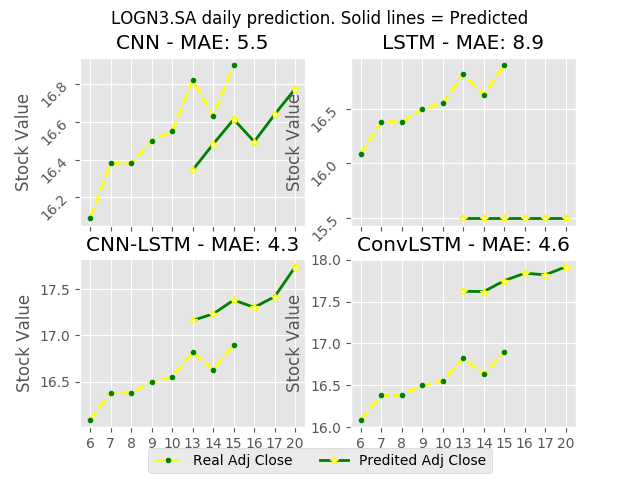 LOGN3.SA daily prediction. Solid lines = Predicted
CNN - MAE: 5.5
LSTM - MAE: 8.9
Stock Value
16.8
16.6
16.4
16.2
Stock Value
16.5
16.0
15.5
CNN-LSTM - MAE: 4.3
ConvLSTM - MAE: 4.6
Stock Value
17.5
17.0
16.5
6 7 8 9 10 13 14 15 16 17 20
Stock Value
18.0
17.5
17.0
16.5
16.0
6 7 8 9 10 13 14 15 16 17 20
Real Adj Close
Predited Adj Close